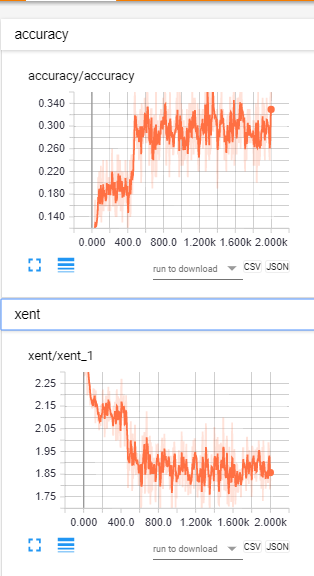 accuracy
accuracy/accuracy
0.340
0.300
0.260
0.220
0.180
0.140
0.000 400.0 800.0 1.200k 1.600k 2.000k
run to download CSV JSON
xent
xent/xent_1
2.25
2.15
2.05
1.95
1.85
1.75
0.000 400.0 800.0 1.200k 1.600k 2.000k
run to download CSV JSON